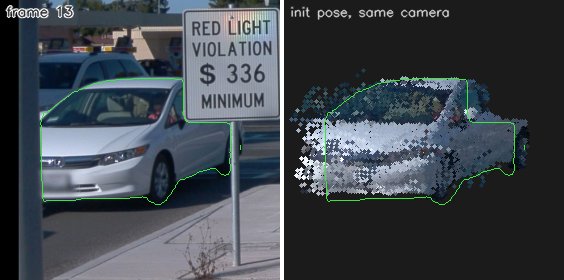 frame 13
RED LIGHT
VIOLATION
$ 336
MINIMUM
init pose, same camera